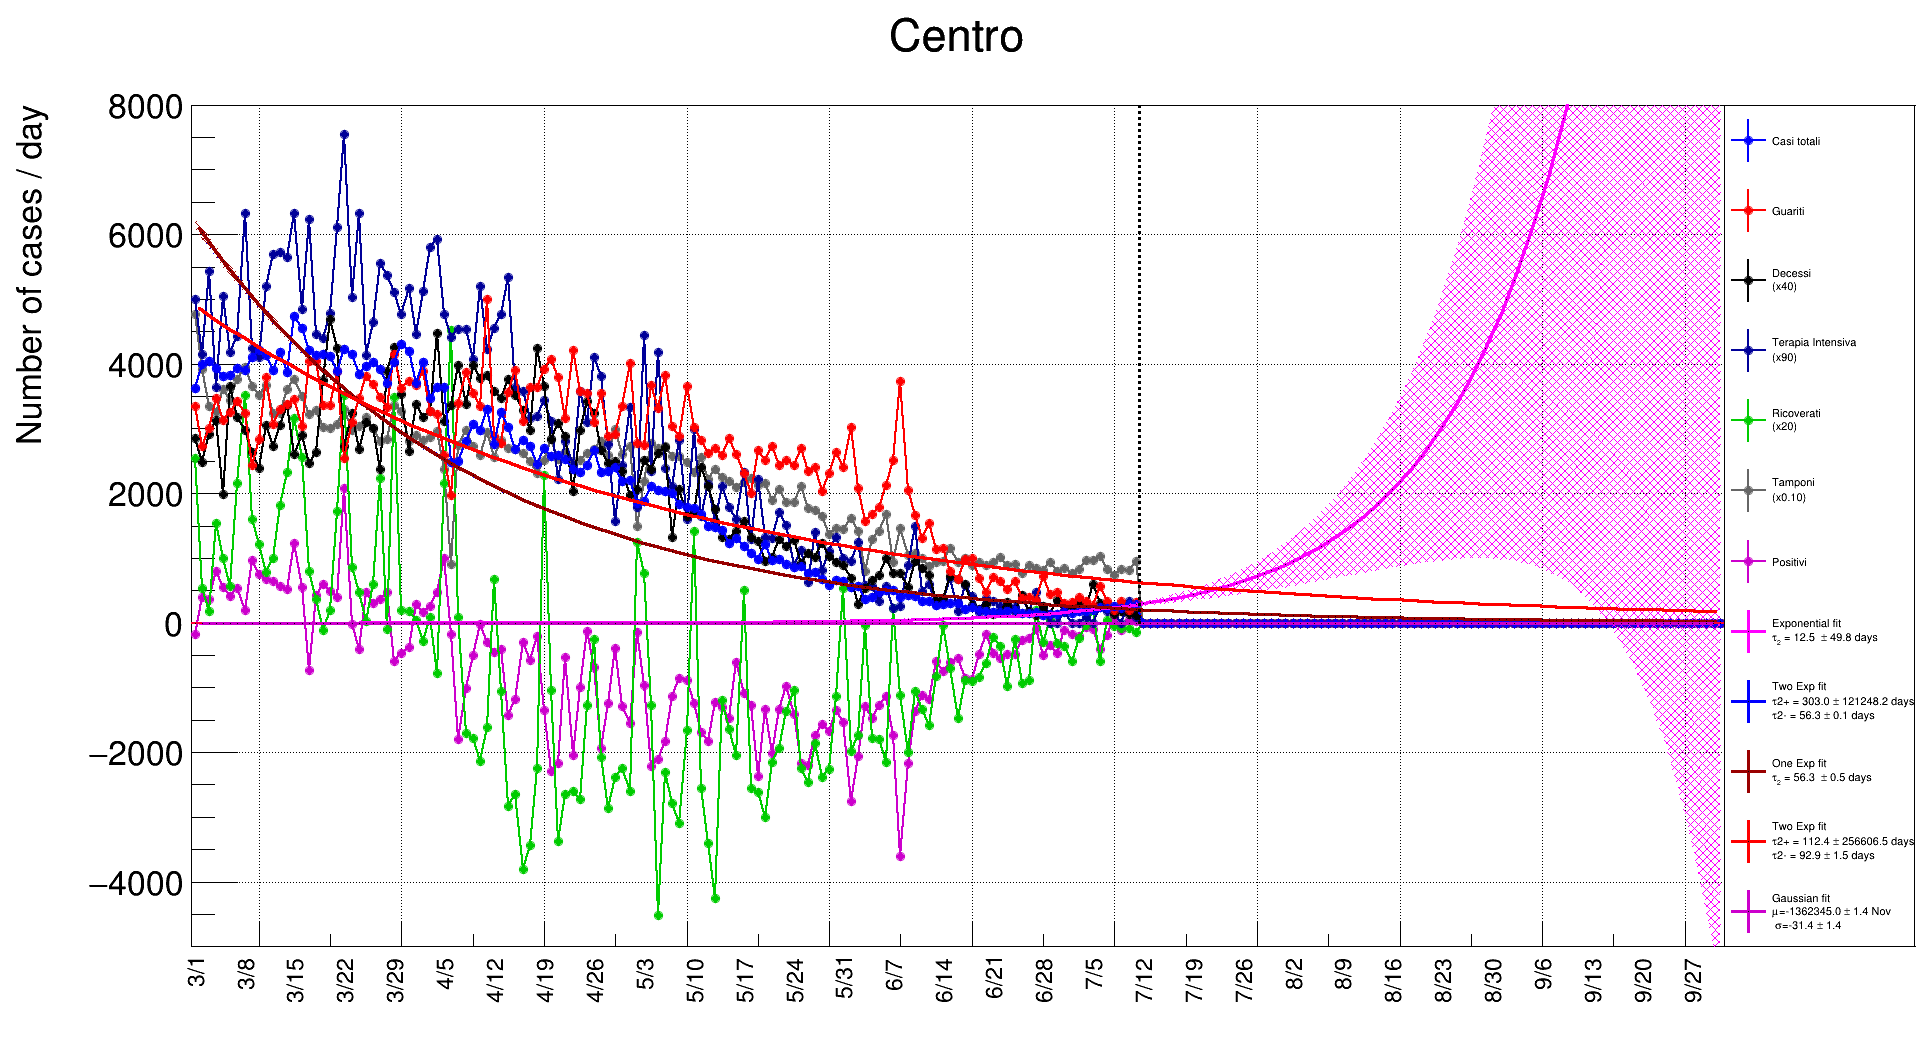 Centro
Number of cases / day
8000
6000
4000
2000
0
−2000
−4000
3/1
3/8
3/15
3/22
3/29
4/5
4/12
4/19
4/26
5/3
5/10
5/17
5/24
5/31
6/7
6/14
6/21
6/28
7/5
7/12
7/19
7/26
8/2
8/9
8/16
8/23
8/30
9/6
9/13
9/20
9/27
Casi totali
Guariti
Decessi
(x40)
Terapia Intensiva
(x90)
Ricoverati
(x20)
Tamponi
(x0.10)
Positivi
Exponential fit
τ2 = 12.5 ± 49.8 days
Two Exp fit
τ2+ = 303.0 ± 121248.2 days
τ2- = 56.3 ± 0.1 days
One Exp fit
τ2 = 56.3 ± 0.5 days
Two Exp fit
τ2+ = 112.4 ± 256606.5 days
τ2- = 92.9 ± 1.5 days
Gaussian fit
μ=-1362345.0 ± 1.4 Nov
σ=-31.4 ± 1.4